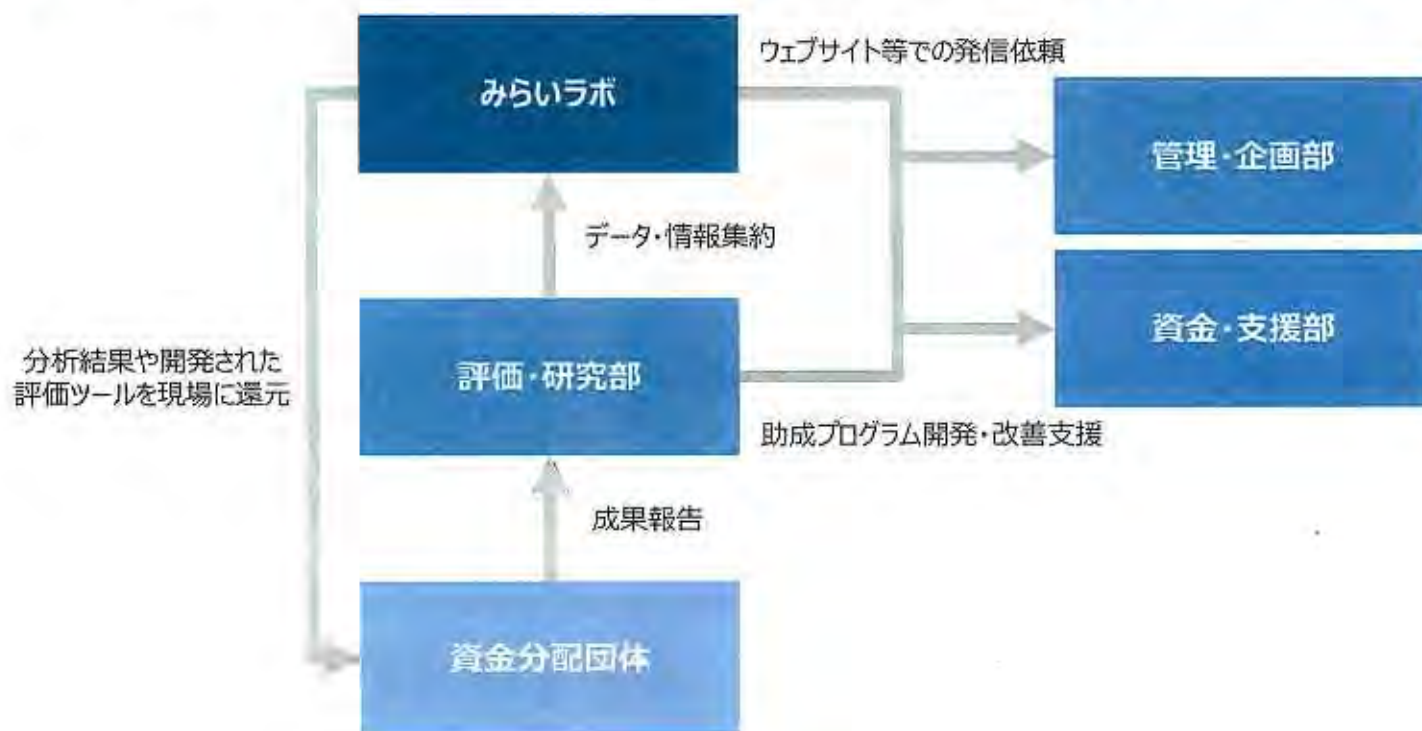 ウェブサイト等での発信依頼
みらいラボ
管理・企画部
データ・情報集約
資金・支援部
分析結果や開発された
評価ツールを現場に還元
評価・研究部
助成プログラム開発・改善支援
成果報告
資金分配団体